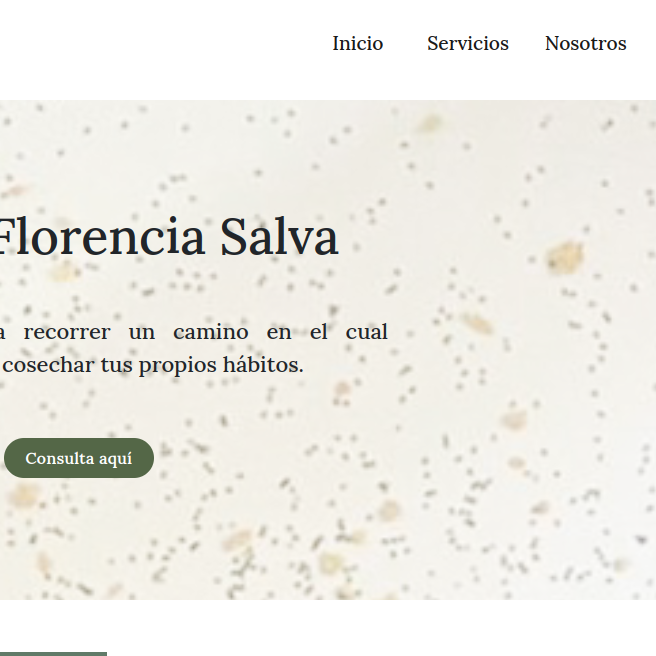 Inicio Servicios Nosotros
Florencia Salva
recorrer un camino en el cual
cosechar tus propios hábitos.
Consulta aquí